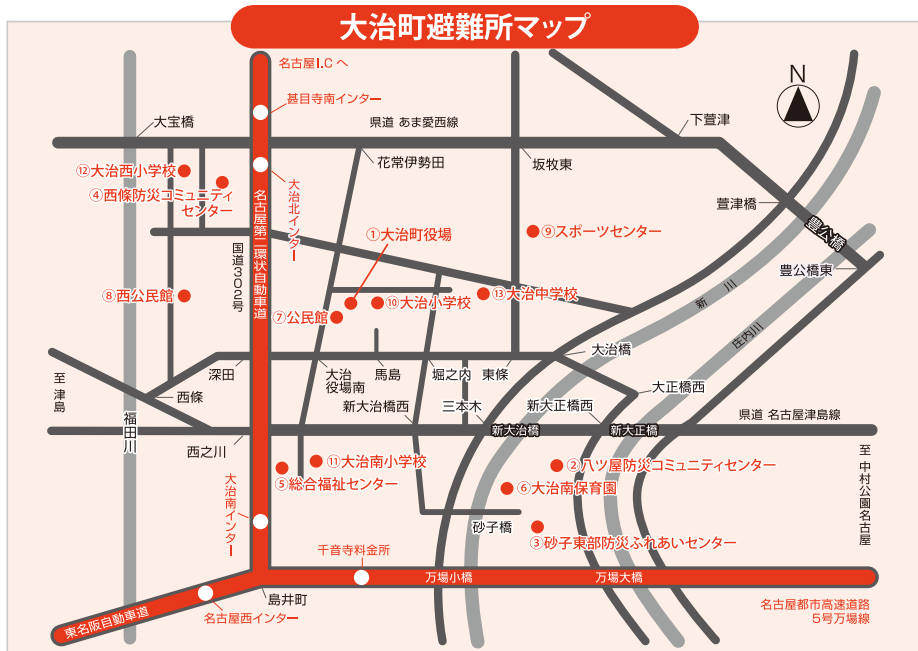 大治町避難所マップ
名古屋I.Cへ
甚目寺南インター
N
大宝橋
県道 あま愛西線
下萱津
花常伊勢田
坂牧東
⑫大治西小学校
④西條防災コミュニティ
センター
大治北インター
名古屋第二環状自動車道
萱津橋
①大治町役場
⑨スポーツセンター
豊公橋
国道302号
豊公橋東
⑧西公民館
⑩大治小学校
⑬大治中学校
⑦公民館
新川
庄内川
大治橋
至 津島
深田
大治
役場南
馬島
堀之内
東條
西條
新大治橋西
三本木
新大正橋西
大正橋西
福田川
県道 名古屋津島線
新大治橋
新大正橋
西之川
至 中村公園名古屋
⑪大治南小学校
②八ツ屋防災コミュニティセンター
⑤総合福祉センター
⑥大治南保育園
大治南インター
砂子橋
③砂子東部防災ふれあいセンター
千音寺料金所
万場小橋
万場大橋
島井町
名古屋西インター
東名阪自動車道
名古屋都市高速道路
5号万場線